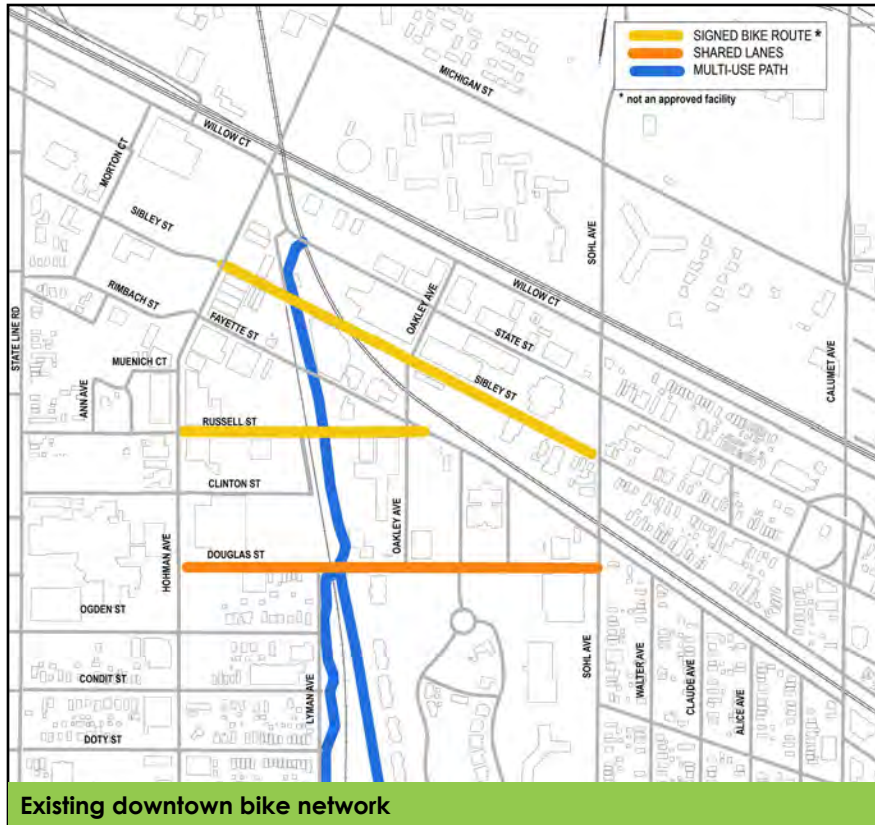 SIGNED BIKE ROUTE *
SHARED LANES
MULTI-USE PATH
* not an approved facility
MICHIGAN ST
WILLOW CT
MORTON CT
SIBLEY ST
SOHL AVE
RIMBACH ST
WILLOW CT
STATE LINE RD
FAYETTE ST
OAKLEY AVE
STATE ST
CALUMET AVE
MUENICH CT
SIBLEY ST
ANN AVE
RUSSELL ST
CLINTON ST
OAKLEY AVE
HOHMAN AVE
DOUGLAS ST
OGDEN ST
SOHL AVE
WALTER AVE
CONDIT ST
LYMAN AVE
CLAUDE AVE
ALICE AVE
DOTY ST
Existing downtown bike network